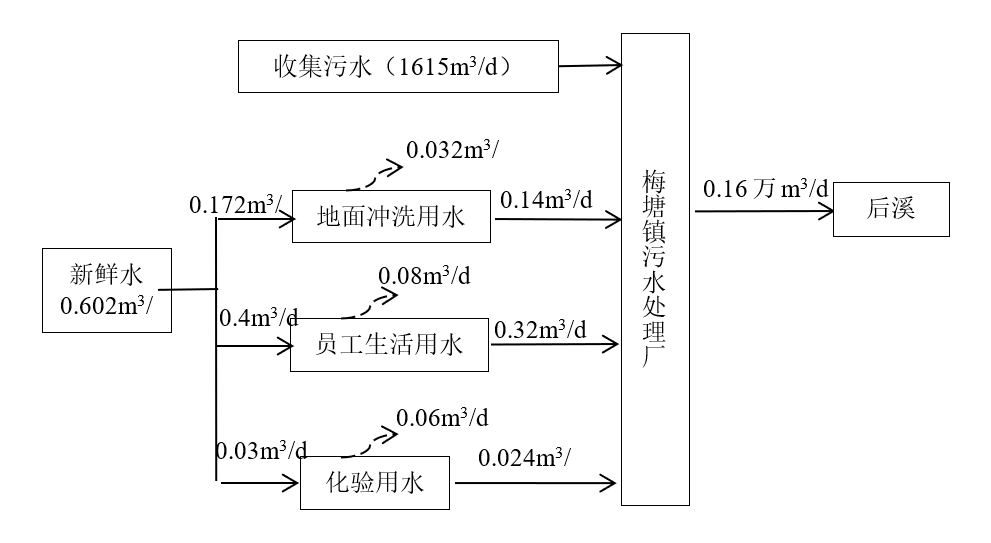 收集污水（1615m³/d）
0.032m³/
0.172m³/
地面冲洗用水
0.14m³/d
梅塘镇污水处理厂
0.16万m³/d
后溪
新鲜水
0.602m³/
0.08m³/d
0.4m³/d
员工生活用水
0.32m³/d
0.06m³/d
0.03m³/d
化验用水
0.024m³/